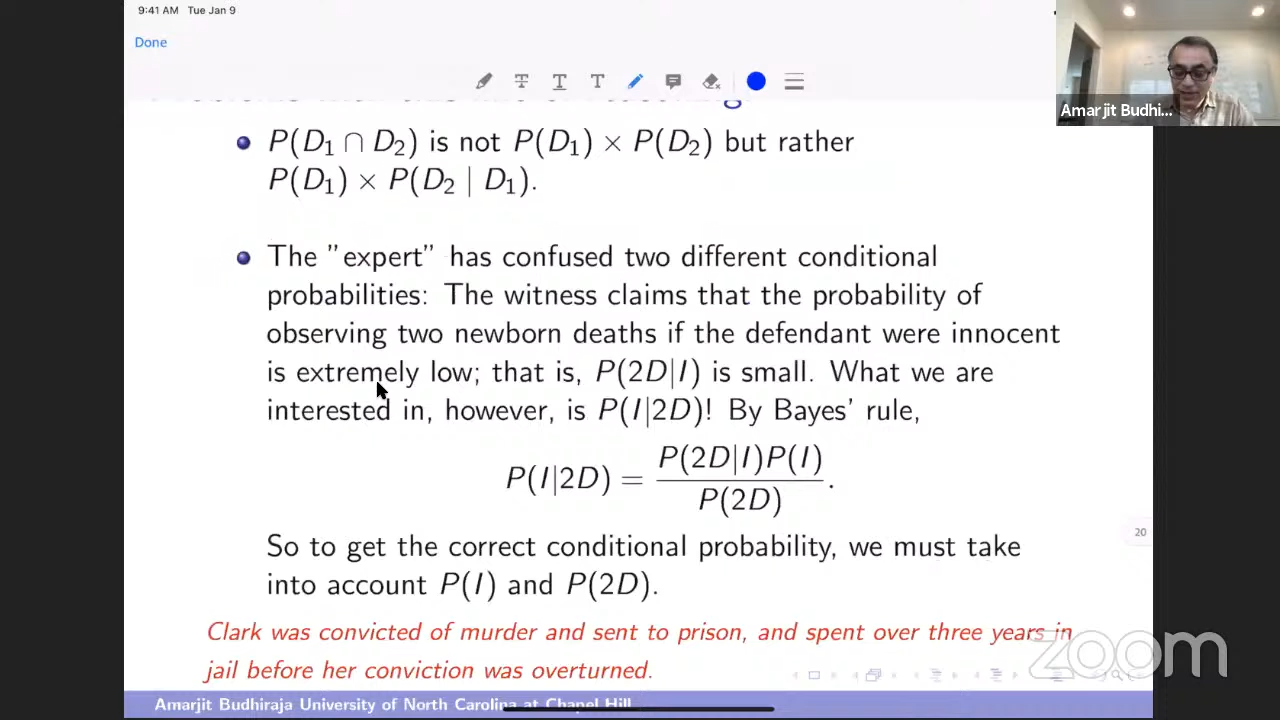 9:41 AM Tue Jan 9
Done
Amarjit Budhi...
P(D₁ ∩ D₂) is not P(D₁) × P(D₂) but rather
P(D₁) × P(D₂ | D₁).
The ”expert” has confused two different conditional
probabilities: The witness claims that the probability of
observing two newborn deaths if the defendant were innocent
is extremely low; that is, P(2D|I) is small. What we are
interested in, however, is P(I|2D)! By Bayes’ rule,
P(I|2D) = P(2D|I)P(I) / P(2D).
20
So to get the correct conditional probability, we must take
into account P(I) and P(2D).
Clark was convicted of murder and sent to prison, and spent over three years in
jail before her conviction was overturned.
zoom
Amarjit Budhiraja University of North Carolina at Chapel Hill